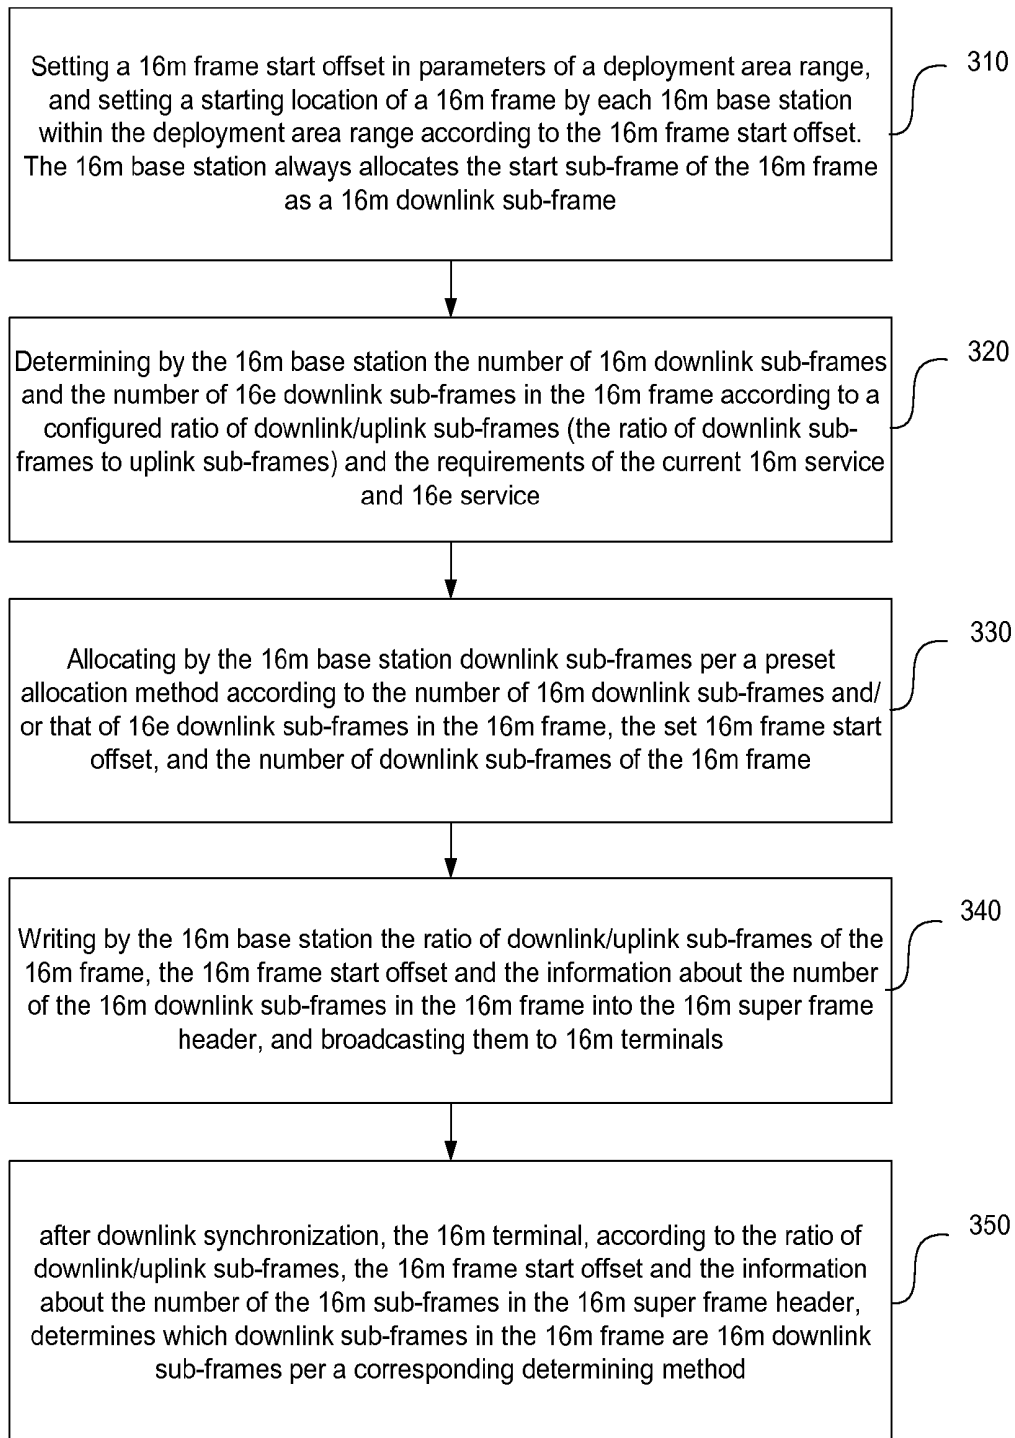 Setting a 16m frame start offset in parameters of a deployment area range,
and setting a starting location of a 16m frame by each 16m base station
within the deployment area range according to the 16m frame start offset.
The 16m base station always allocates the start sub-frame of the 16m frame
as a 16m downlink sub-frame
310
Determining by the 16m base station the number of 16m downlink sub-frames
and the number of 16e downlink sub-frames in the 16m frame according to a
configured ratio of downlink/uplink sub-frames (the ratio of downlink sub-
frames to uplink sub-frames) and the requirements of the current 16m service
and 16e service
320
Allocating by the 16m base station downlink sub-frames per a preset
allocation method according to the number of 16m downlink sub-frames and/
or that of 16e downlink sub-frames in the 16m frame, the set 16m frame start
offset, and the number of downlink sub-frames of the 16m frame
330
Writing by the 16m base station the ratio of downlink/uplink sub-frames of the
16m frame, the 16m frame start offset and the information about the number
of the 16m downlink sub-frames in the 16m frame into the 16m super frame
header, and broadcasting them to 16m terminals
340
after downlink synchronization, the 16m terminal, according to the ratio of
downlink/uplink sub-frames, the 16m frame start offset and the information
about the number of the 16m sub-frames in the 16m super frame header,
determines which downlink sub-frames in the 16m frame are 16m downlink
sub-frames per a corresponding determining method
350